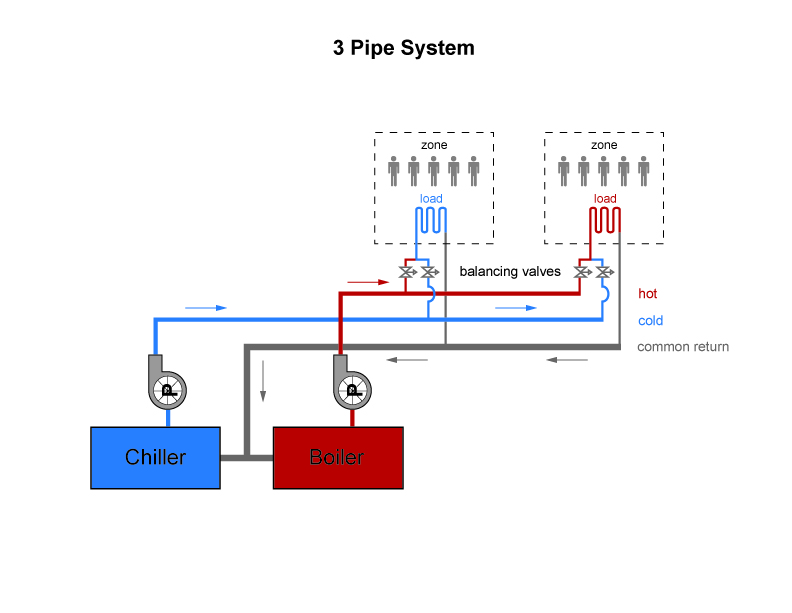 3 Pipe System
zone
zone
load
load
balancing valves
hot
cold
common return
P
P
Chiller
Boiler